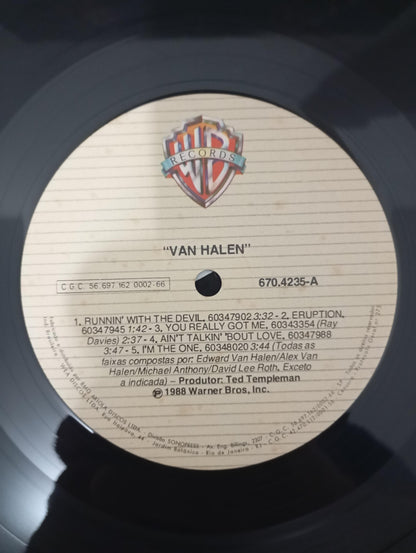 WB
RECORDS
"VAN HALEN"
C.G.C. 56.697.162.0002-66
670.4235-A
1. RUNNIN' WITH THE DEVIL. 60347902 3:32 - 2. ERUPTION.
60347945 1:42 - 3. YOU REALLY GOT ME. 60343354 (Ray
Davies) 2:37 - 4. AIN'T TALKIN' 'BOUT LOVE. 60347988
3:47 - 5. I'M THE ONE. 60348020 3:44 (Todas as
faixas compostas por: Edward Van Halen/Alex Van
Halen/Michael Anthony/David Lee Roth. Exceto
a indicada) – Produtor: Ted Templeman
℗ 1988 Warner Bros, Inc.